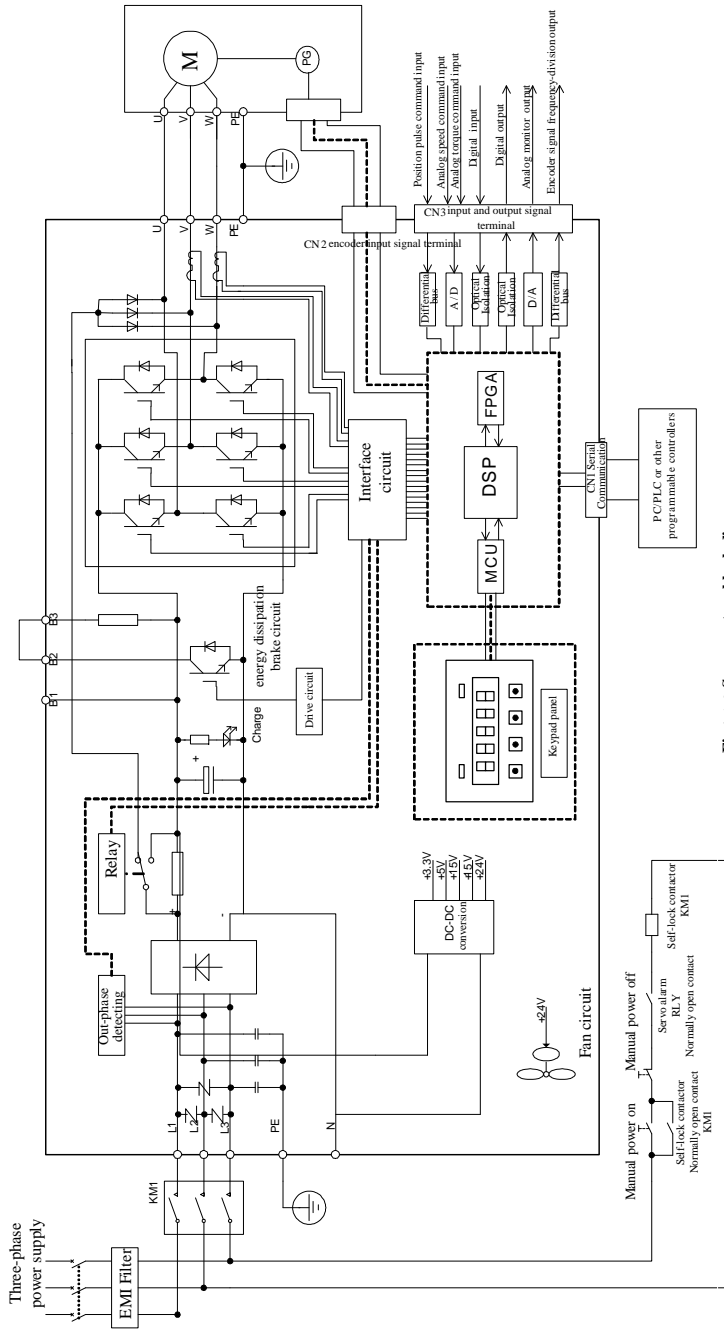 Three-phase
power supply
EMI Filter
KM1
L1
L2
L3
PE
N
Out-phase
detecting
Relay
+
-
+
Charge
B1
B2
B3
energy dissipation
brake circuit
Drive circuit
Interface
circuit
U
V
W
PE
U
V
W
PE
M
PG
CN2 encoder input signal terminal
CN3 input and output signal
terminal
Position pulse command input
Analog speed command input
Analog torque command input
Digital input
Digital output
Analog monitor output
Encoder signal frequency-division output
Differential
bus
A/D
Optical
Isolation
Optical
Isolation
D/A
Differential
bus
MCU
DSP
FPGA
CN1 Serial
Communication
PC/PLC or other
programmable controllers
Keypad panel
DC-DC
conversion
+3.3V
+5V
+15V
+24V
+24V
Fan circuit
Manual power on
Self-lock contactor
Normally open contact
KM1
Manual power off
Servo alarm
RLY
Normally open contact
Self-lock contactor
KM1